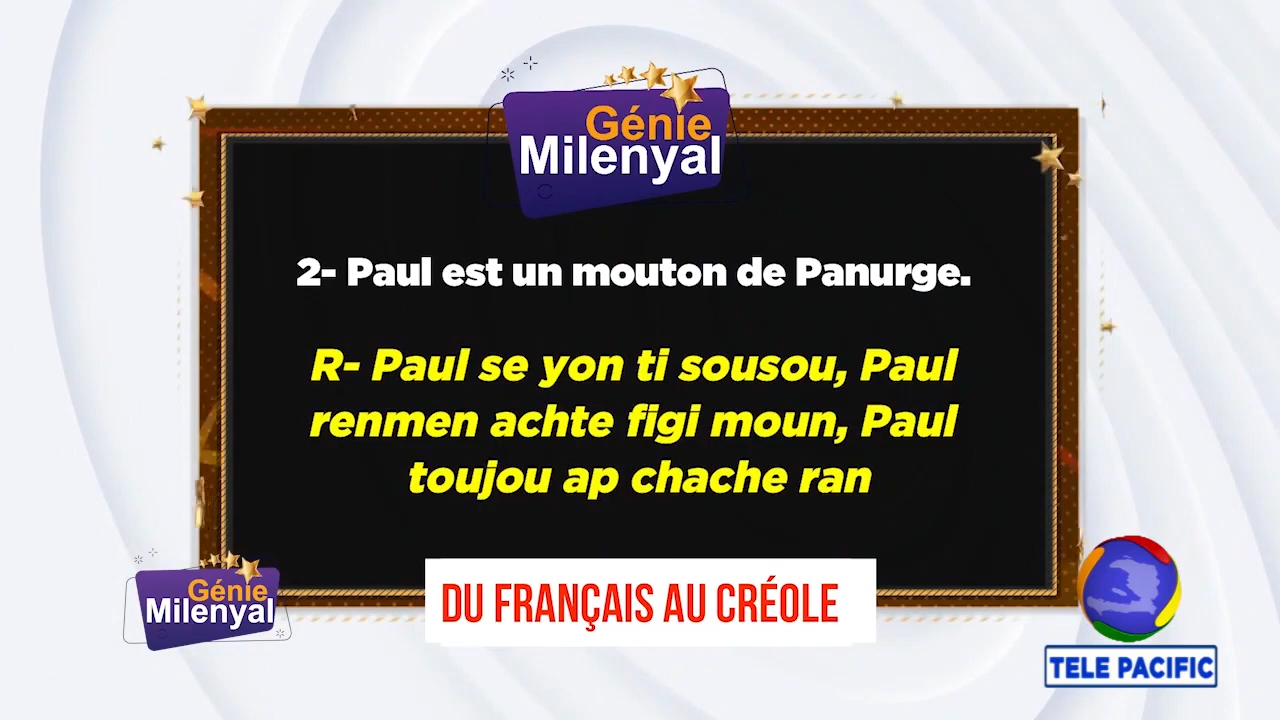 Génie
Milenyal
2- Paul est un mouton de Panurge.
R- Paul se yon ti sousou, Paul
renmen achte figi moun, Paul
toujou ap chache ran
Génie
Milenyal
DU FRANÇAIS AU CRÉOLE
TELE PACIFIC